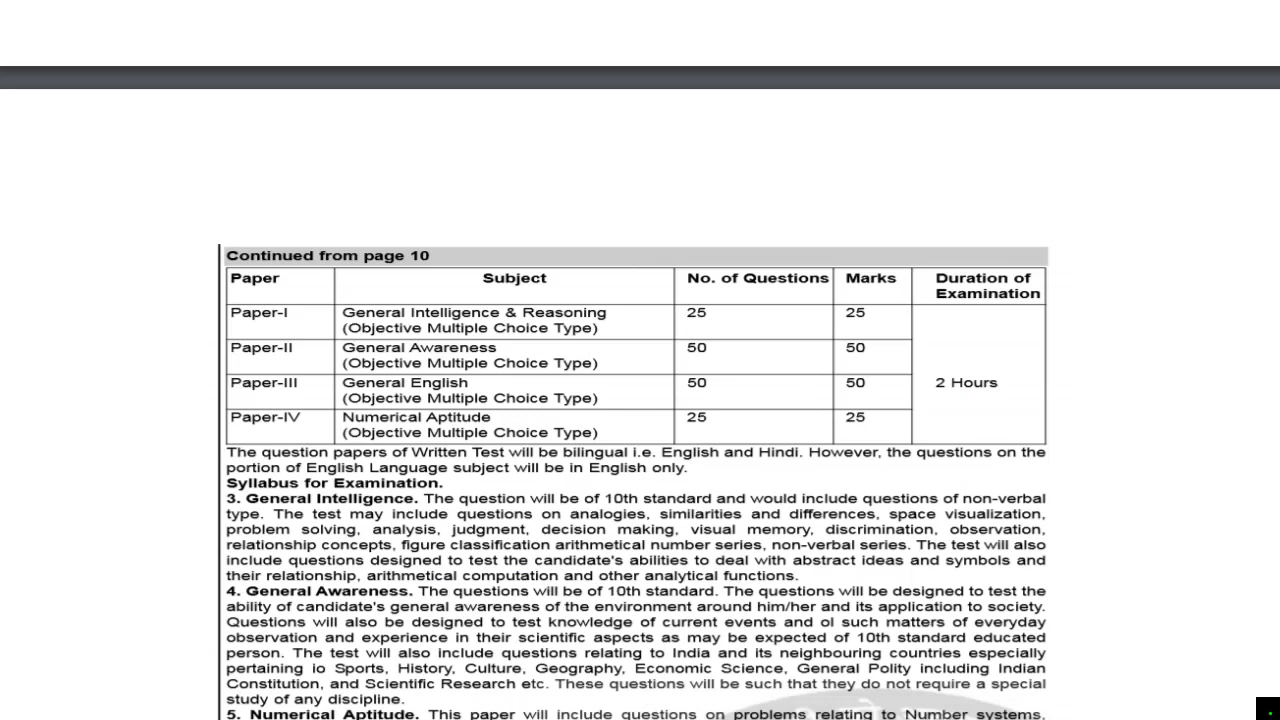 Continued from page 10
Paper Subject No. of Questions Marks Duration of Examination
Paper-I General Intelligence & Reasoning 25 25
(Objective Multiple Choice Type)
Paper-II General Awareness 50 50
(Objective Multiple Choice Type)
Paper-III General English 50 50 2 Hours
(Objective Multiple Choice Type)
Paper-IV Numerical Aptitude 25 25
(Objective Multiple Choice Type)
The question papers of Written Test will be bilingual i.e. English and Hindi. However, the questions on the
portion of English Language subject will be in English only.
Syllabus for Examination.
3. General Intelligence. The question will be of 10th standard and would include questions of non-verbal
type. The test may include questions on analogies, similarities and differences, space visualization,
problem solving, analysis, judgment, decision making, visual memory, discrimination, observation,
relationship concepts, figure classification arithmetical number series, non-verbal series. The test will also
include questions designed to test the candidate's abilities to deal with abstract ideas and symbols and
their relationship, arithmetical computation and other analytical functions.
4. General Awareness. The questions will be of 10th standard. The questions will be designed to test the
ability of candidate's general awareness of the environment around him/her and its application to society.
Questions will also be designed to test knowledge of current events and ol such matters of everyday
observation and experience in their scientific aspects as may be expected of 10th standard educated
person. The test will also include questions relating to India and its neighbouring countries especially
pertaining io Sports, History, Culture, Geography, Economic Science, General Polity including Indian
Constitution, and Scientific Research etc. These questions will be such that they do not require a special
study of any discipline.
5. Numerical Aptitude. This paper will include questions on problems relating to Number systems,